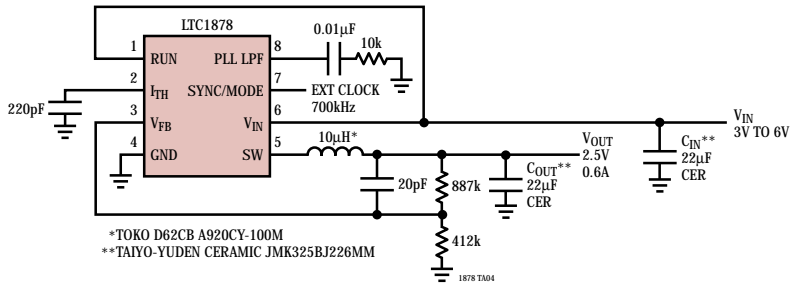 LTC1878
1
RUN
2
ITH
3
VFB
4
GND
8
PLL LPF
7
SYNC/MODE
6
VIN
5
SW
0.01µF
10k
EXT CLOCK
700kHz
220pF
10µH*
20pF
887k
412k
COUT**
22µF
CER
VOUT
2.5V
0.6A
CIN**
22µF
CER
VIN
3V TO 6V
*TOKO D62CB A920CY-100M
**TAIYO-YUDEN CERAMIC JMK325BJ226MM
1878 TA04